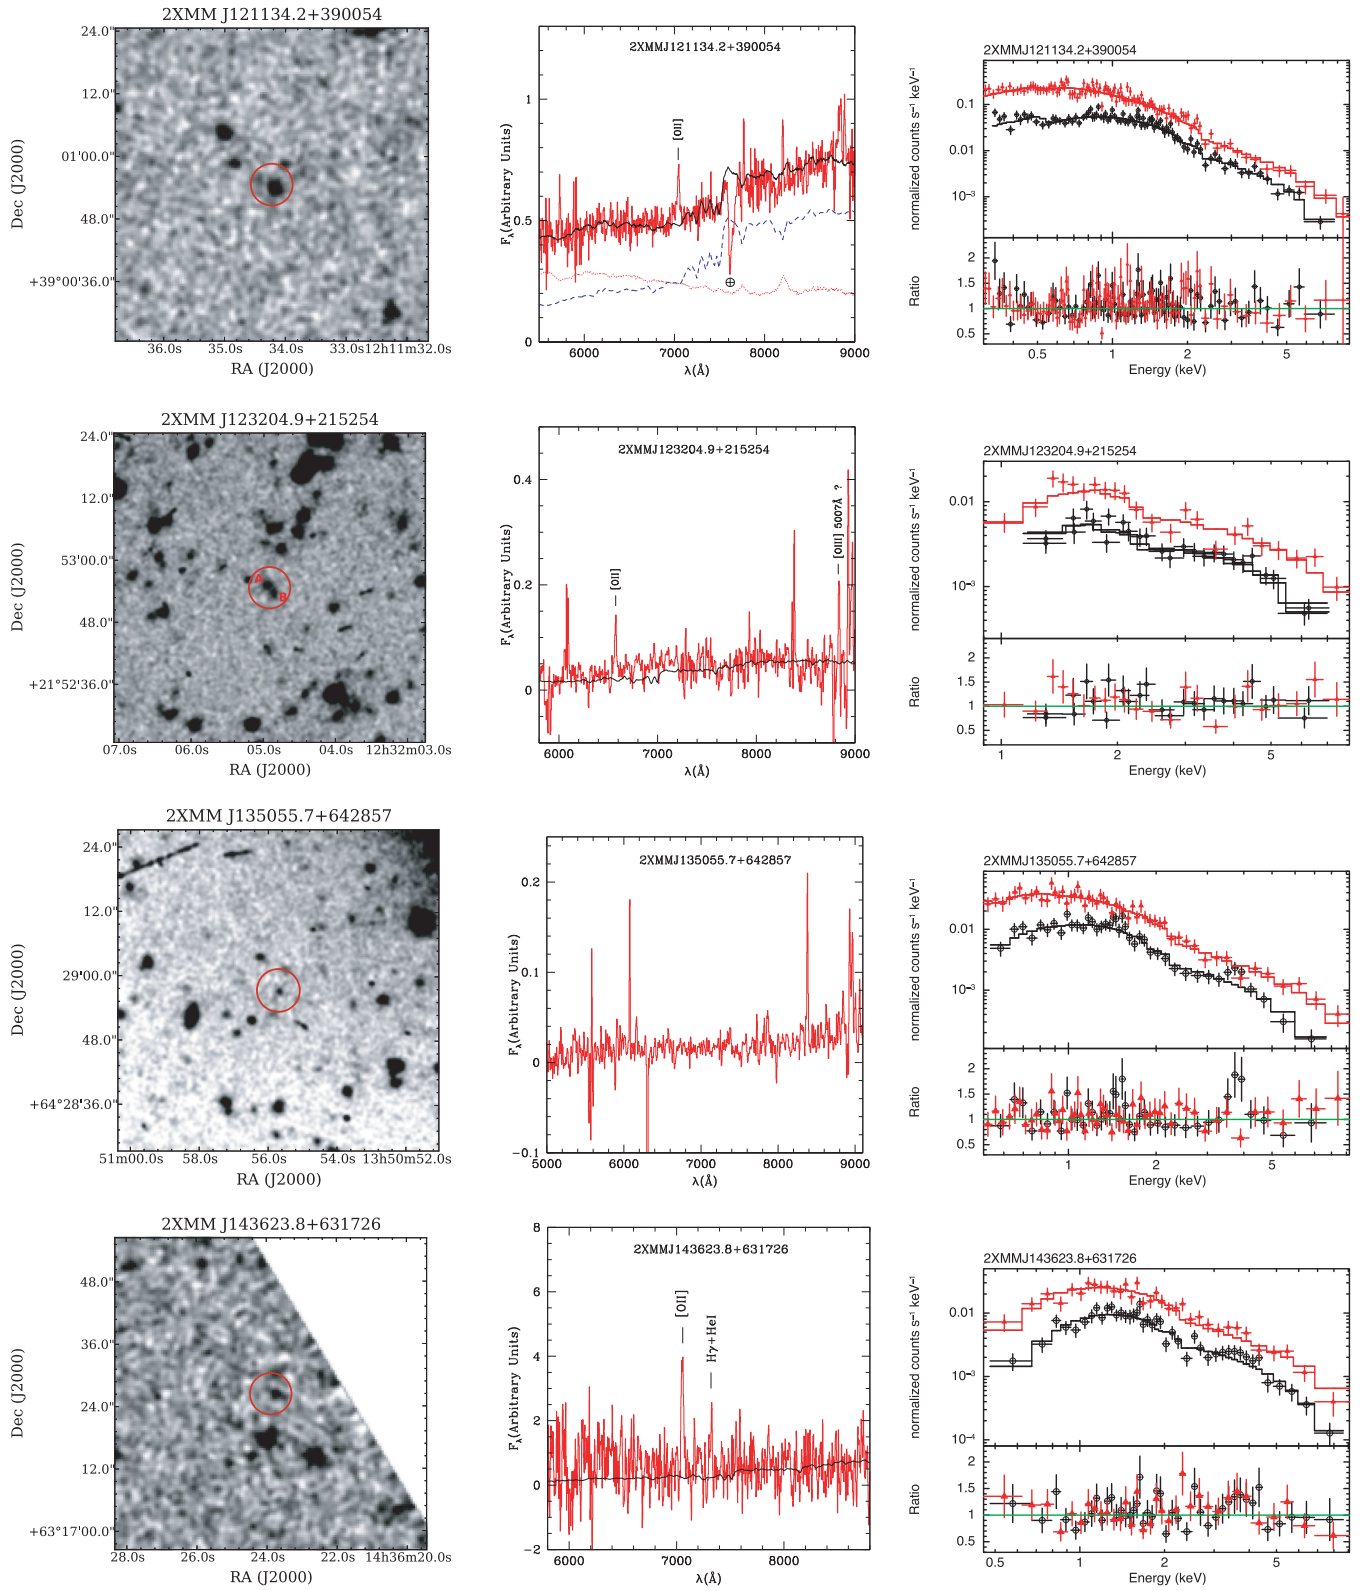 2XMM J121134.2+390054
24.0"
12.0"
01'00.0"
48.0"
+39°00'36.0"
Dec (J2000)
36.0s 35.0s 34.0s 33.0s12h11m32.0s
RA (J2000)
2XMMJ121134.2+390054
[OII]
⊕
1
0.5
0
Fλ(Arbitrary Units)
6000 7000 8000 9000
λ(Å)
2XMMJ121134.2+390054
0.1
0.01
10⁻³
normalized counts s⁻¹ keV⁻¹
2
1.5
1
0.5
Ratio
0.5 1 2 5
Energy (keV)
2XMM J123204.9+215254
24.0"
12.0"
53'00.0"
48.0"
+21°52'36.0"
Dec (J2000)
A
B
07.0s 06.0s 05.0s 04.0s 12h32m03.0s
RA (J2000)
2XMMJ123204.9+215254
[OII]
[OIII] 5007Å ?
0.4
0.2
0
Fλ(Arbitrary Units)
6000 7000 8000 9000
λ(Å)
2XMMJ123204.9+215254
0.01
10⁻³
normalized counts s⁻¹ keV⁻¹
2
1.5
1
0.5
Ratio
1 2 5
Energy (keV)
2XMM J135055.7+642857
24.0"
12.0"
29'00.0"
48.0"
+64°28'36.0"
Dec (J2000)
51m00.0s 58.0s 56.0s 54.0s 13h50m52.0s
RA (J2000)
2XMMJ135055.7+642857
0.2
0.1
0
−0.1
Fλ(Arbitrary Units)
5000 6000 7000 8000 9000
λ(Å)
2XMMJ135055.7+642857
0.01
10⁻³
normalized counts s⁻¹ keV⁻¹
2
1.5
1
0.5
Ratio
1 2 5
Energy (keV)
2XMM J143623.8+631726
48.0"
36.0"
24.0"
12.0"
+63°17'00.0"
Dec (J2000)
28.0s 26.0s 24.0s 22.0s 14h36m20.0s
RA (J2000)
2XMMJ143623.8+631726
[OII]
Hγ+HeI
8
6
4
2
0
−2
Fλ(Arbitrary Units)
6000 7000 8000
λ(Å)
2XMMJ143623.8+631726
0.01
10⁻³
10⁻⁴
normalized counts s⁻¹ keV⁻¹
2
1.5
1
0.5
Ratio
0.5 1 2 5
Energy (keV)